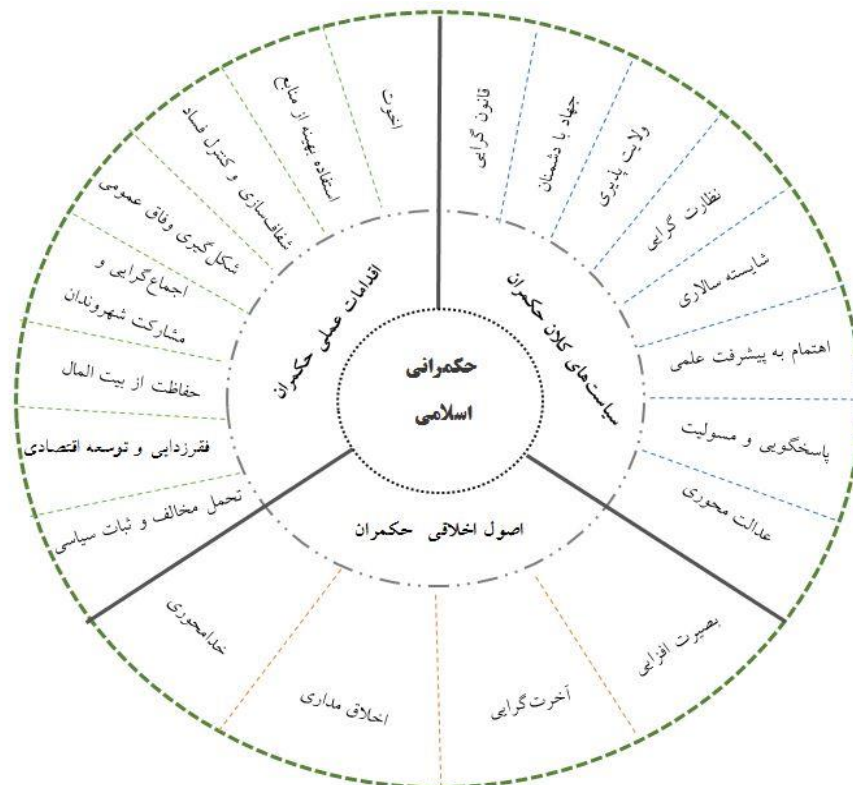 حکمرانی
اسلامی
سیاست‌های کلان حکمران
قانون گرایی
جهاد با دشمنان
ولایت پذیری
نظارت گرایی
شایسته سالاری
اهتمام به پیشرفت علمی
پاسخگویی و مسولیت
عدالت محوری
اصول اخلاقی حکمران
بصیرت افزایی
آخرت‌گرایی
اخلاق مداری
خدامحوری
اقدامات عملی حکمران
اخوت
استفاده بهینه از منابع
شفاف‌سازی و کنترل فساد
شکل‌گیری وفاق عمومی
اجماع‌گرایی و
مشارکت شهروندان
حفاظت از بیت المال
فقرزدایی و توسعه اقتصادی
تحمل مخالف و ثبات سیاسی